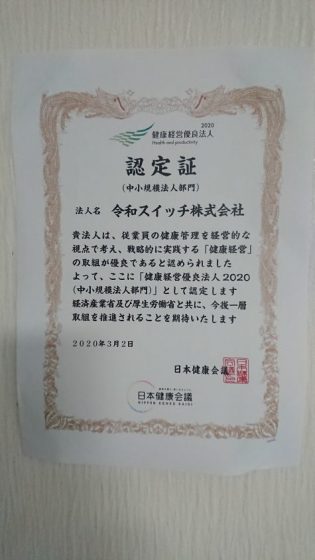 2020
健康経営優良法人
Health and productivity
認定証
(中小規模法人部門)
法人名 令和スイッチ株式会社
貴法人は、従業員の健康管理を経営的な
視点で考え、戦略的に実践する「健康経営」
の取組が優良であると認められました
よって、ここに「健康経営優良法人2020
(中小規模法人部門)」として認定します
経済産業省及び厚生労働省と共に、今後一層
取組を推進されることを期待いたします
2020年3月2日
日本健康会議
日本健康会議
NIPPON KENKO KAIGI